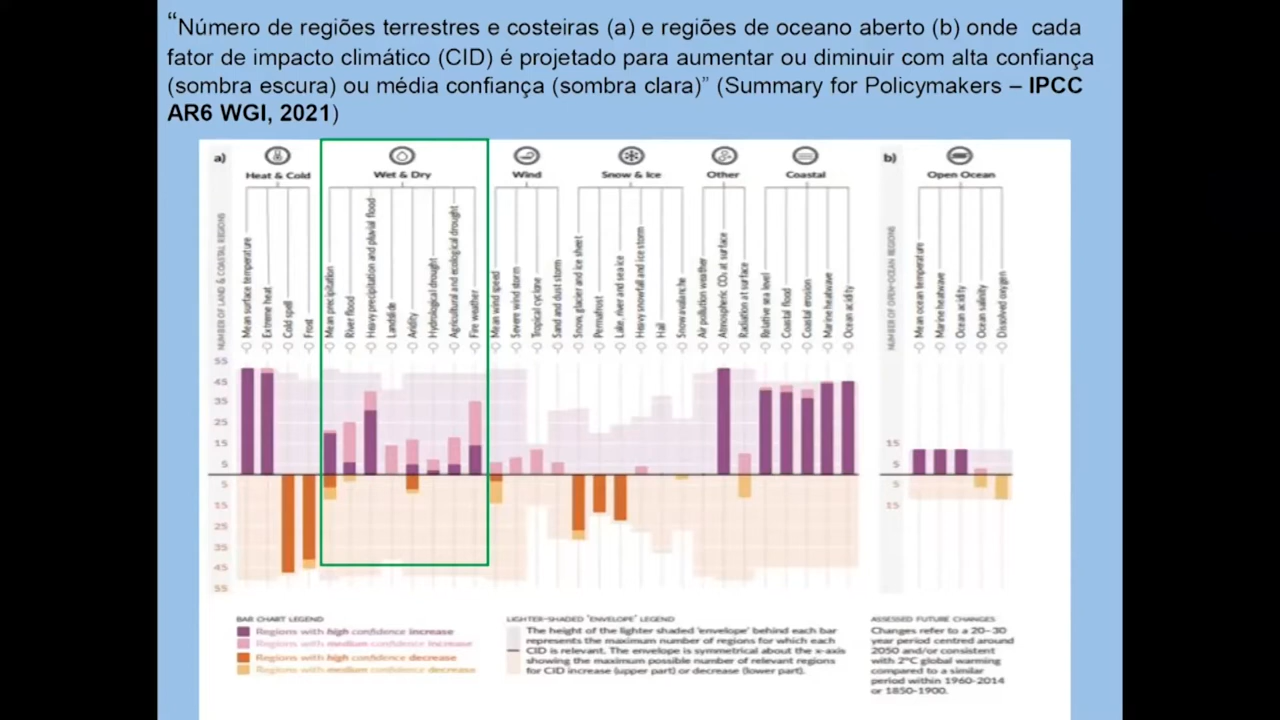 “Número de regiões terrestres e costeiras (a) e regiões de oceano aberto (b) onde cada
fator de impacto climático (CID) é projetado para aumentar ou diminuir com alta confiança
(sombra escura) ou média confiança (sombra clara)” (Summary for Policymakers – IPCC
AR6 WGI, 2021)
a)
Heat & Cold
Wet & Dry
Wind
Snow & Ice
Other
Coastal
b)
Open Ocean
NUMBER OF LAND & COASTAL REGIONS
Mean surface temperature
Extreme heat
Cold spell
Frost
Mean precipitation
River flood
Heavy precipitation and pluvial flood
Landslide
Aridity
Hydrological drought
Agricultural and ecological drought
Fire weather
Mean wind speed
Severe wind storm
Tropical cyclone
Sand and dust storm
Snow, glacier and ice sheet
Permafrost
Lake, river and sea ice
Heavy snowfall and ice storm
Hail
Snow avalanche
Air pollution weather
Atmospheric CO₂ at surface
Radiation at surface
Relative sea level
Coastal flood
Coastal erosion
Marine heatwave
Ocean acidity
NUMBER OF OPEN-OCEAN REGIONS
Mean ocean temperature
Marine heatwave
Ocean acidity
Ocean salinity
Dissolved oxygen
55
45
35
25
15
5
5
15
25
35
45
55
15
5
5
15
BAR CHART LEGEND
Regions with high confidence increase
Regions with medium confidence increase
Regions with high confidence decrease
Regions with medium confidence decrease
LIGHTER-SHADED ‘ENVELOPE’ LEGEND
The height of the lighter shaded ‘envelope’ behind each bar
represents the maximum number of regions for which each
CID is relevant. The envelope is symmetrical about the x-axis
showing the maximum possible number of relevant regions
for CID increase (upper part) or decrease (lower part).
ASSESSED FUTURE CHANGES
Changes refer to a 20–30
year period centred around
2050 and/or consistent
with 2°C global warming
compared to a similar
period within 1960-2014
or 1850-1900.